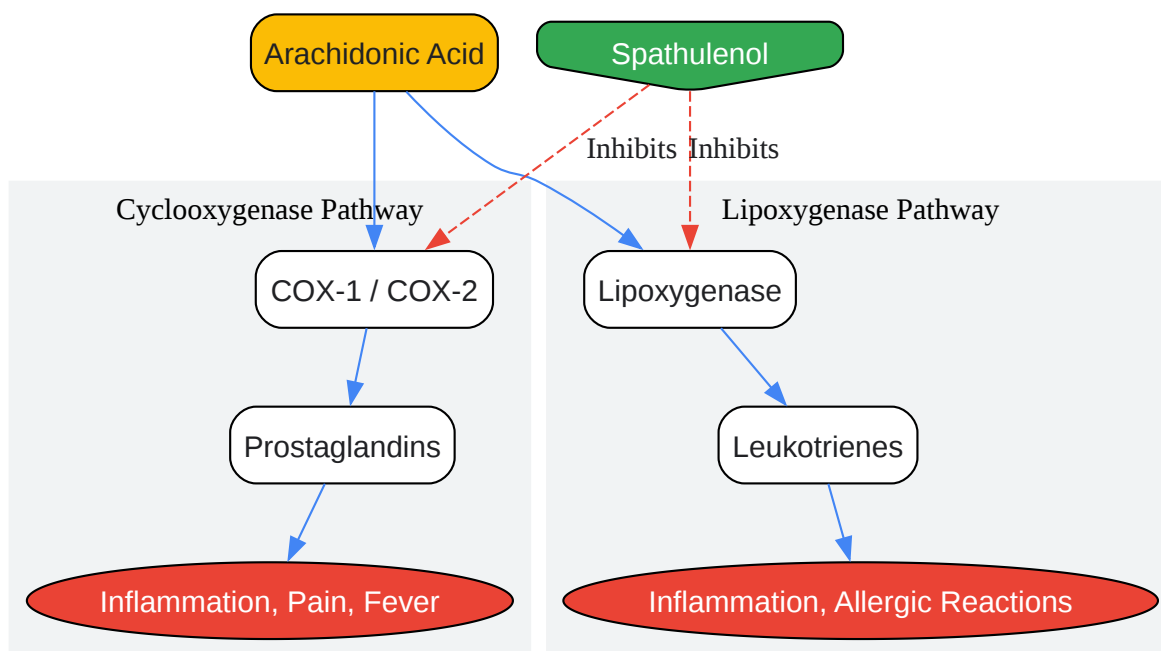 Arachidonic Acid
Spathulenol
Inhibits
Inhibits
Cyclooxygenase Pathway
Lipoxygenase Pathway
COX-1 / COX-2
Lipoxygenase
Prostaglandins
Leukotrienes
Inflammation, Pain, Fever
Inflammation, Allergic Reactions